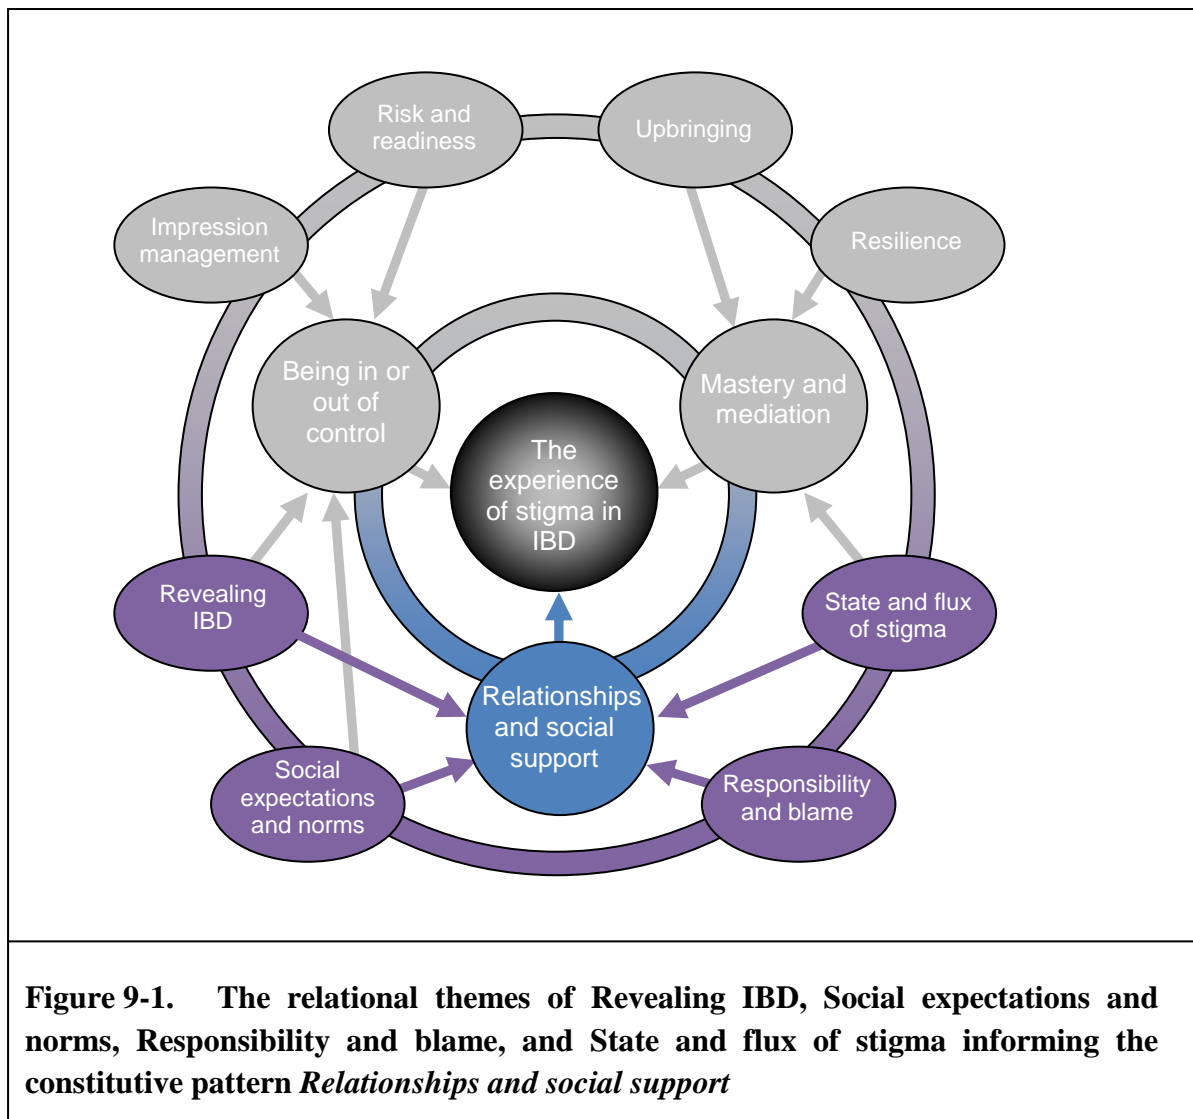 Risk and
readiness
Upbringing
Impression
management
Resilience
Being in or
out of
control
Mastery and
mediation
The
experience
of stigma in
IBD
Revealing
IBD
State and flux
of stigma
Relationships
and social
support
Social
expectations
and norms
Responsibility
and blame
Figure 9-1. The relational themes of Revealing IBD, Social expectations and
norms, Responsibility and blame, and State and flux of stigma informing the
constitutive pattern Relationships and social support